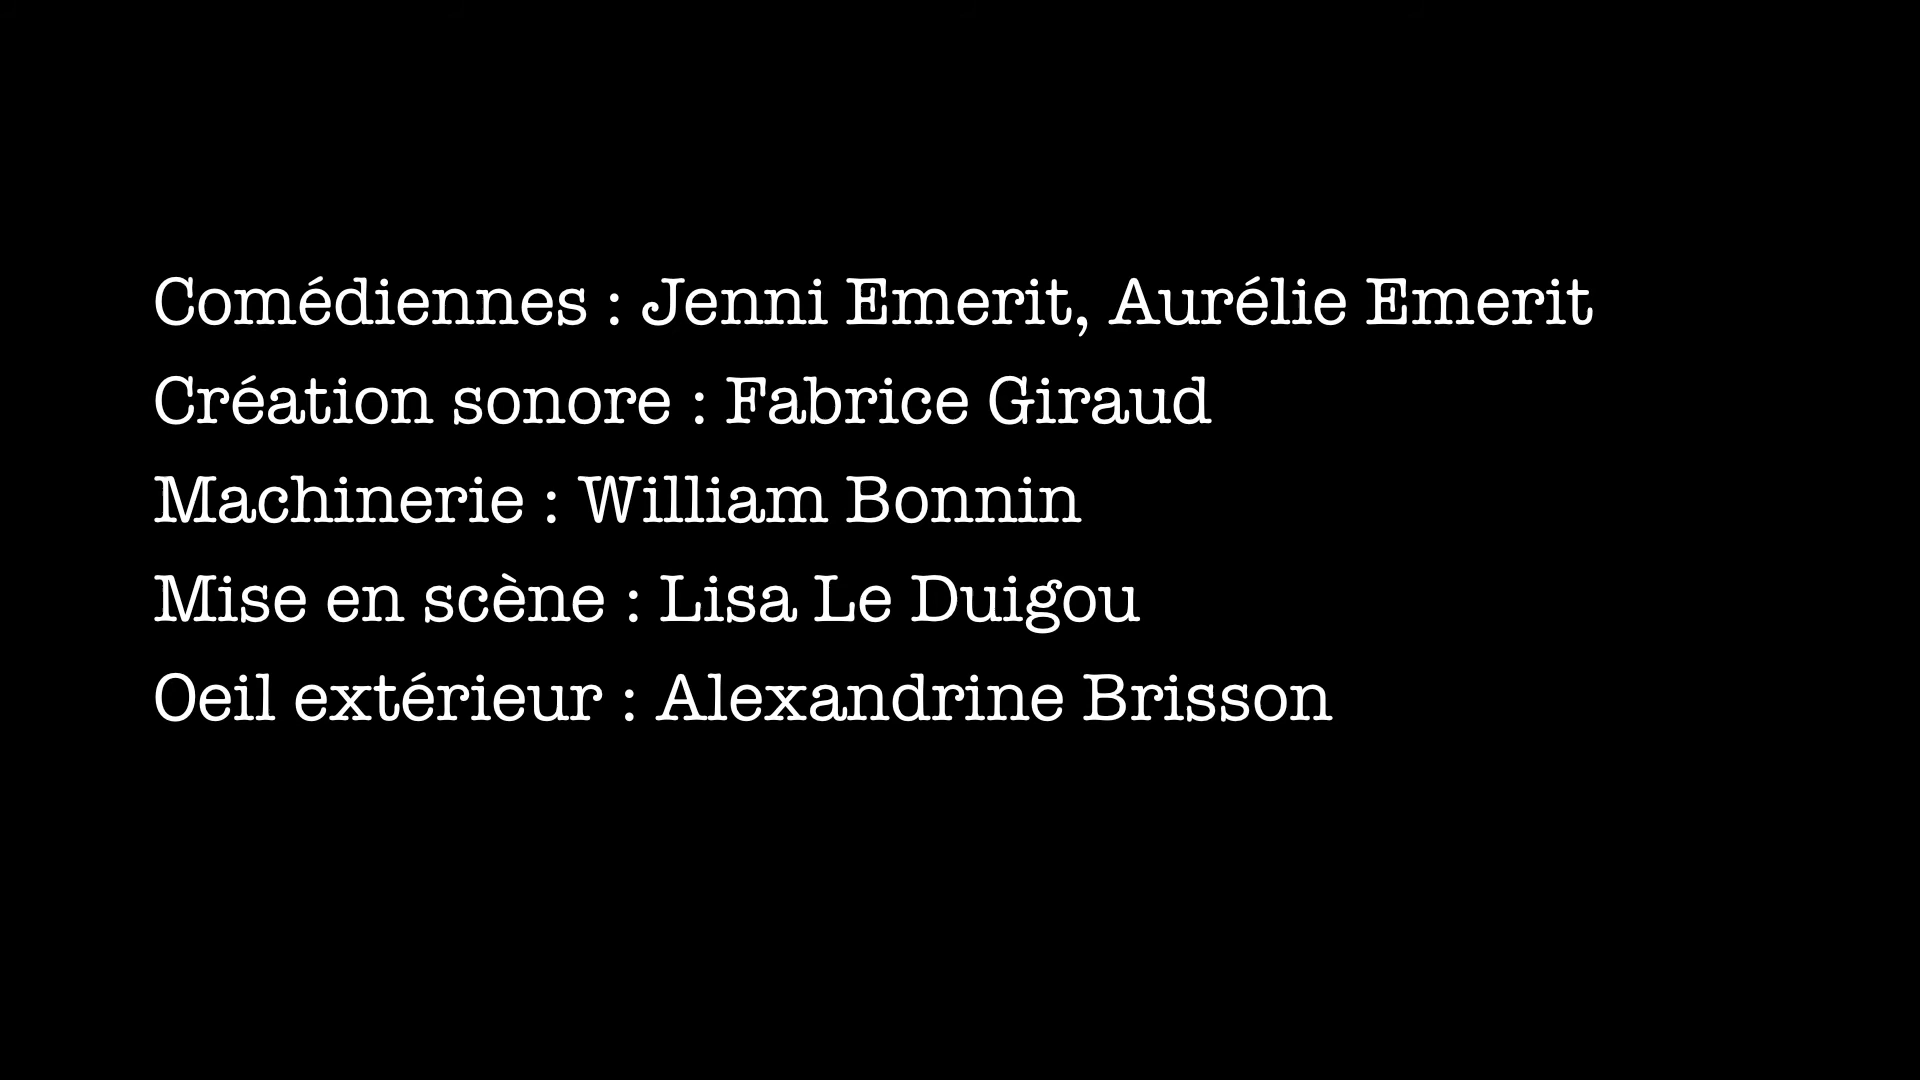 Comédiennes : Jenni Emerit, Aurélie Emerit
Création sonore : Fabrice Giraud
Machinerie : William Bonnin
Mise en scène : Lisa Le Duigou
Oeil extérieur : Alexandrine Brisson